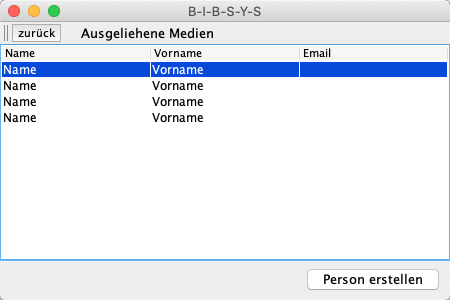 B-I-B-S-Y-S
zurück Ausgeliehene Medien
Name Vorname Email
Name Vorname
Name Vorname
Name Vorname
Name Vorname
Person erstellen